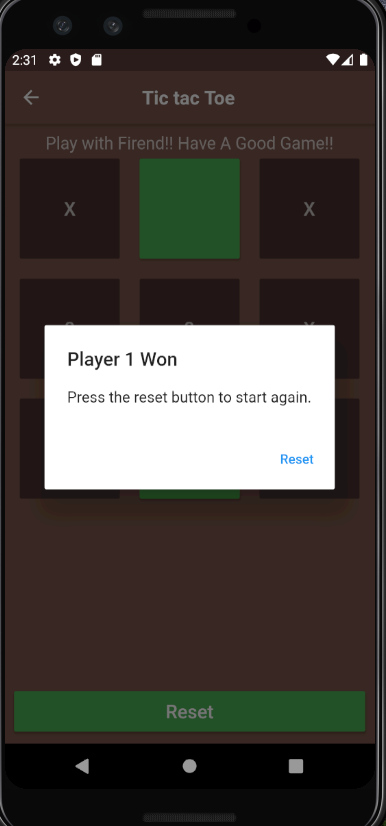 2:31
Tic tac Toe
Play with Firend!! Have A Good Game!!
X X
X
Player 1 Won
Press the reset button to start again.
Reset
Reset